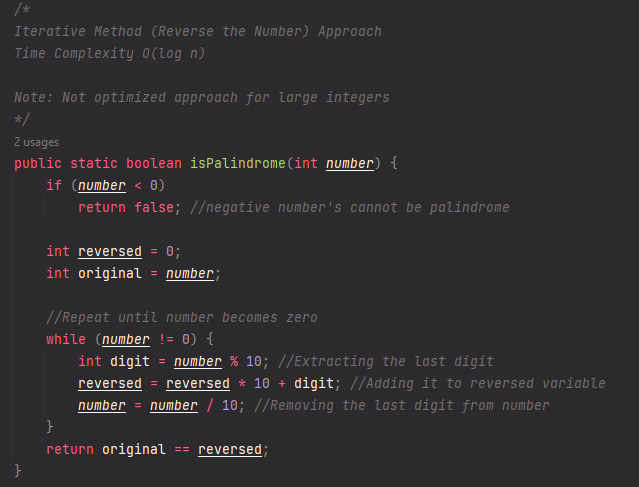 /*
Iterative Method (Reverse the Number) Approach
Time Complexity O(log n)
Note: Not optimized approach for large integers
*/
2 usages
public static boolean isPalindrome(int number) {
if (number < 0)
return false; //negative number's cannot be palindrome
int reversed = 0;
int original = number;
//Repeat until number becomes zero
while (number != 0) {
int digit = number % 10; //Extracting the last digit
reversed = reversed * 10 + digit; //Adding it to reversed variable
number = number / 10; //Removing the last digit from number
}
return original == reversed;
}